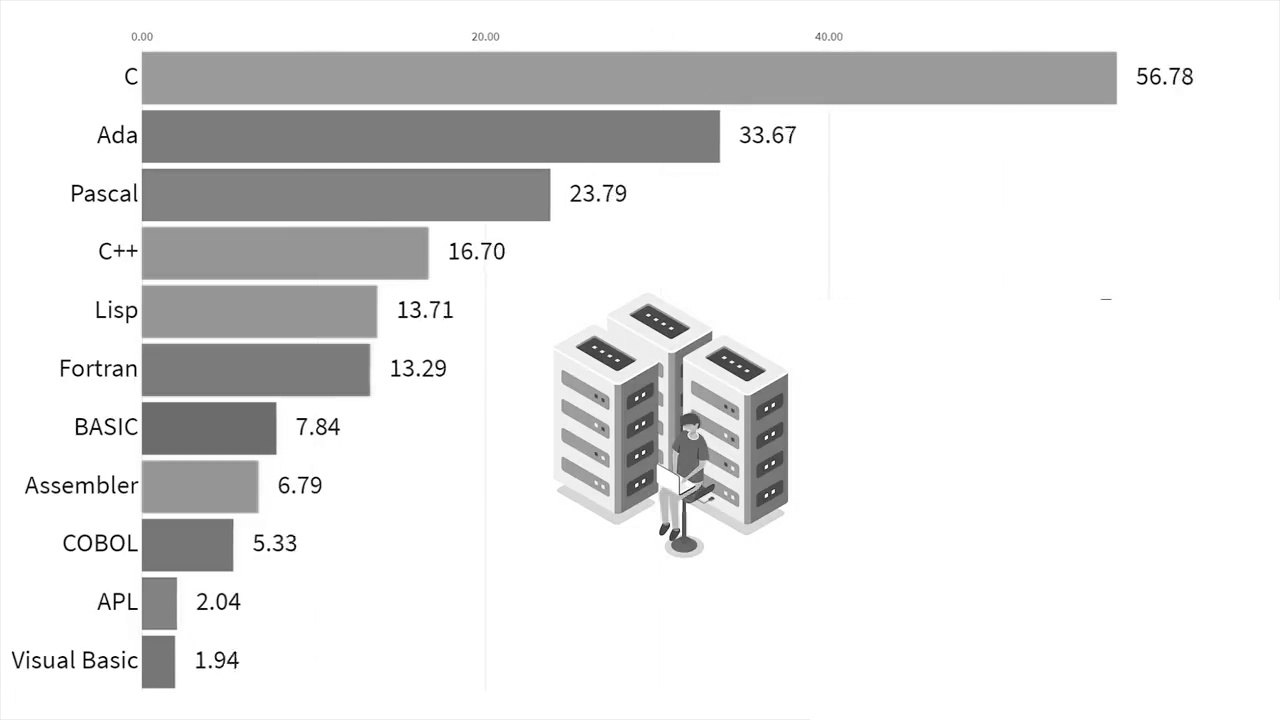 0.00 20.00 40.00
C 56.78
Ada 33.67
Pascal 23.79
C++ 16.70
Lisp 13.71
Fortran 13.29
BASIC 7.84
Assembler 6.79
COBOL 5.33
APL 2.04
Visual Basic 1.94